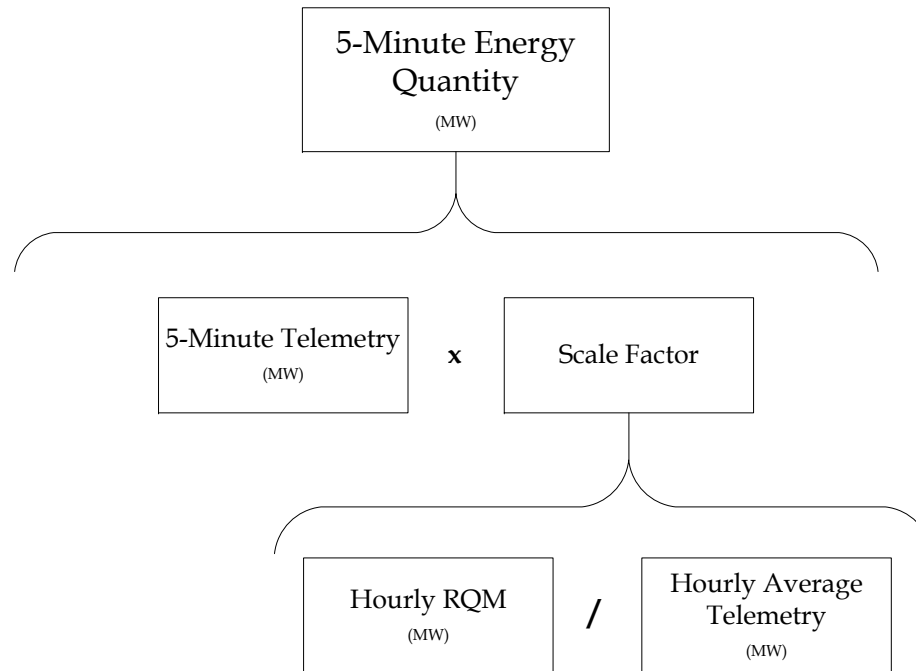 5-Minute Energy
Quantity
(MW)
5-Minute Telemetry
(MW)
x
Scale Factor
Hourly RQM
(MW)
/
Hourly Average
Telemetry
(MW)